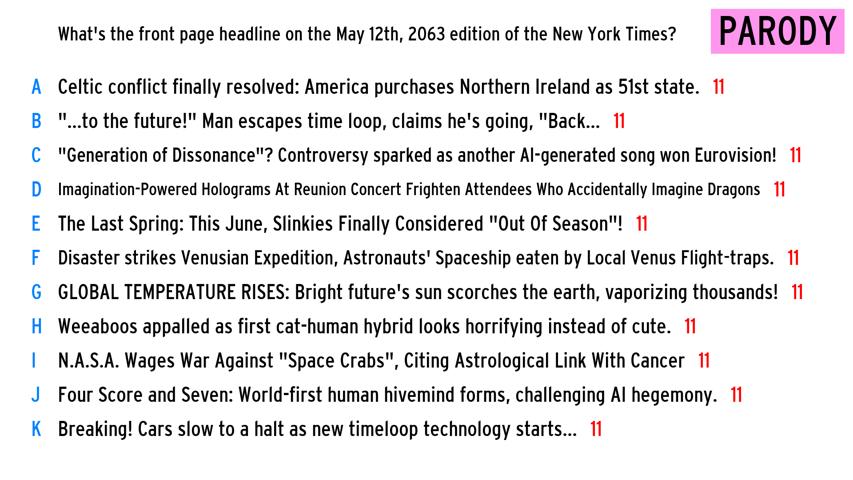 What's the front page headline on the May 12th, 2063 edition of the New York Times?
PARODY
A Celtic conflict finally resolved: America purchases Northern Ireland as 51st state. 11
B "...to the future!" Man escapes time loop, claims he's going, "Back... 11
C "Generation of Dissonance"? Controversy sparked as another AI-generated song won Eurovision! 11
D Imagination-Powered Holograms At Reunion Concert Frighten Attendees Who Accidentally Imagine Dragons 11
E The Last Spring: This June, Slinkies Finally Considered "Out Of Season"! 11
F Disaster strikes Venusian Expedition, Astronauts' Spaceship eaten by Local Venus Flight-traps. 11
G GLOBAL TEMPERATURE RISES: Bright future's sun scorches the earth, vaporizing thousands! 11
H Weeaboos appalled as first cat-human hybrid looks horrifying instead of cute. 11
I N.A.S.A. Wages War Against "Space Crabs", Citing Astrological Link With Cancer 11
J Four Score and Seven: World-first human hivemind forms, challenging AI hegemony. 11
K Breaking! Cars slow to a halt as new timeloop technology starts... 11